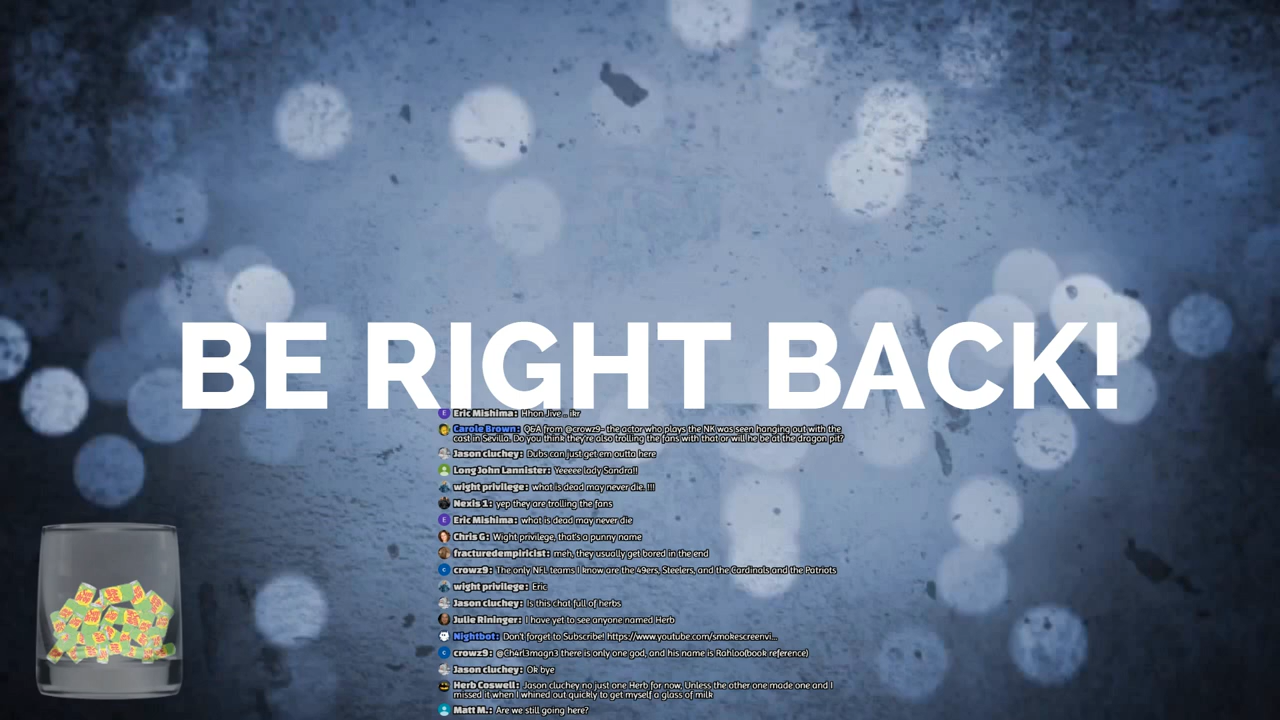 BE RIGHT BACK!
E Eric Mishima: Hhon Jive .. ikr
Carole Brown: Q&A from @crowz9- the actor who plays the NK was seen hanging out with the
cast in Sevilla. Do you think they're also trolling the fans with that or will he be at the dragon pit?
Jason cluchey: Dubs can just get em outta here
Long John Lannister: Yeeeee lady Sandra!!
wight privilege: what is dead may never die. !!!
Nexis 1: yep they are trolling the fans
E Eric Mishima: what is dead may never die
Chris G: Wight privilege, that's a punny name
fracturedempiricist: meh, they usually get bored in the end
c crowz9: The only NFL teams I know are the 49ers, Steelers, and the Cardinals and the Patriots
wight privilege: Eric
Jason cluchey: Is this chat full of herbs
Julie Rininger: I have yet to see anyone named Herb
Nightbot: Don't forget to Subscribe! https://www.youtube.com/smokescreenvi...
c crowz9: @Ch4rl3magn3 there is only one god, and his name is Rahloo(book reference)
Jason cluchey: Ok bye
Herb Coswell: Jason cluchey no just one Herb for now. Unless the other one made one and I
missed it when I whined out quickly to get myself a glass of milk
Matt M.: Are we still going here?